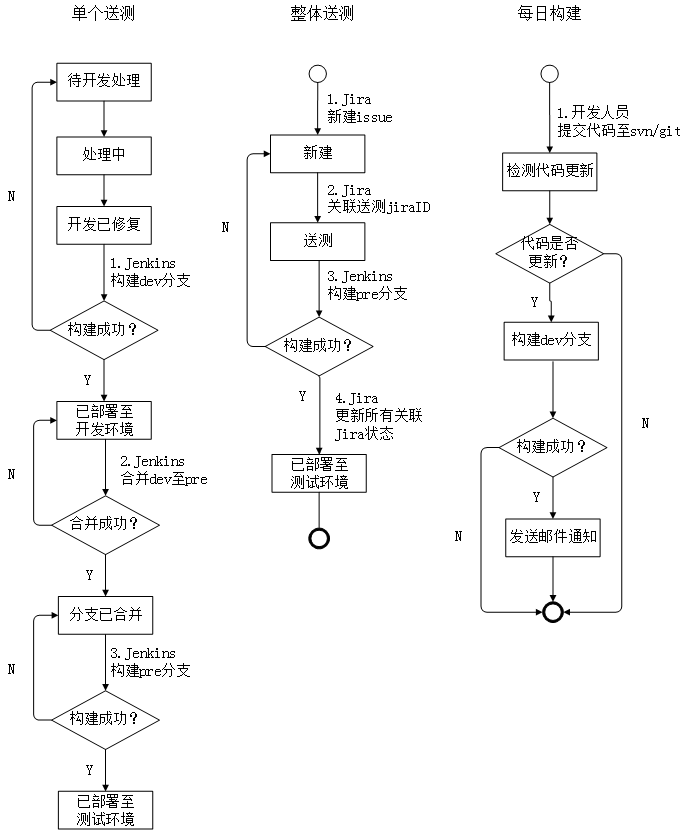 单个送测
待开发处理
处理中
开发已修复
1.Jenkins
构建dev分支
构建成功？
N
Y
已部署至
开发环境
2.Jenkins
合并dev至pre
合并成功？
N
Y
分支已合并
3.Jenkins
构建pre分支
构建成功？
N
Y
已部署至
测试环境
整体送测
1.Jira
新建issue
新建
2.Jira
关联送测jiraID
送测
3.Jenkins
构建pre分支
构建成功？
N
Y
4.Jira
更新所有关联
Jira状态
已部署至
测试环境
每日构建
1.开发人员
提交代码至svn/git
检测代码更新
代码是否
更新？
Y
N
构建dev分支
构建成功？
Y
N
发送邮件通知